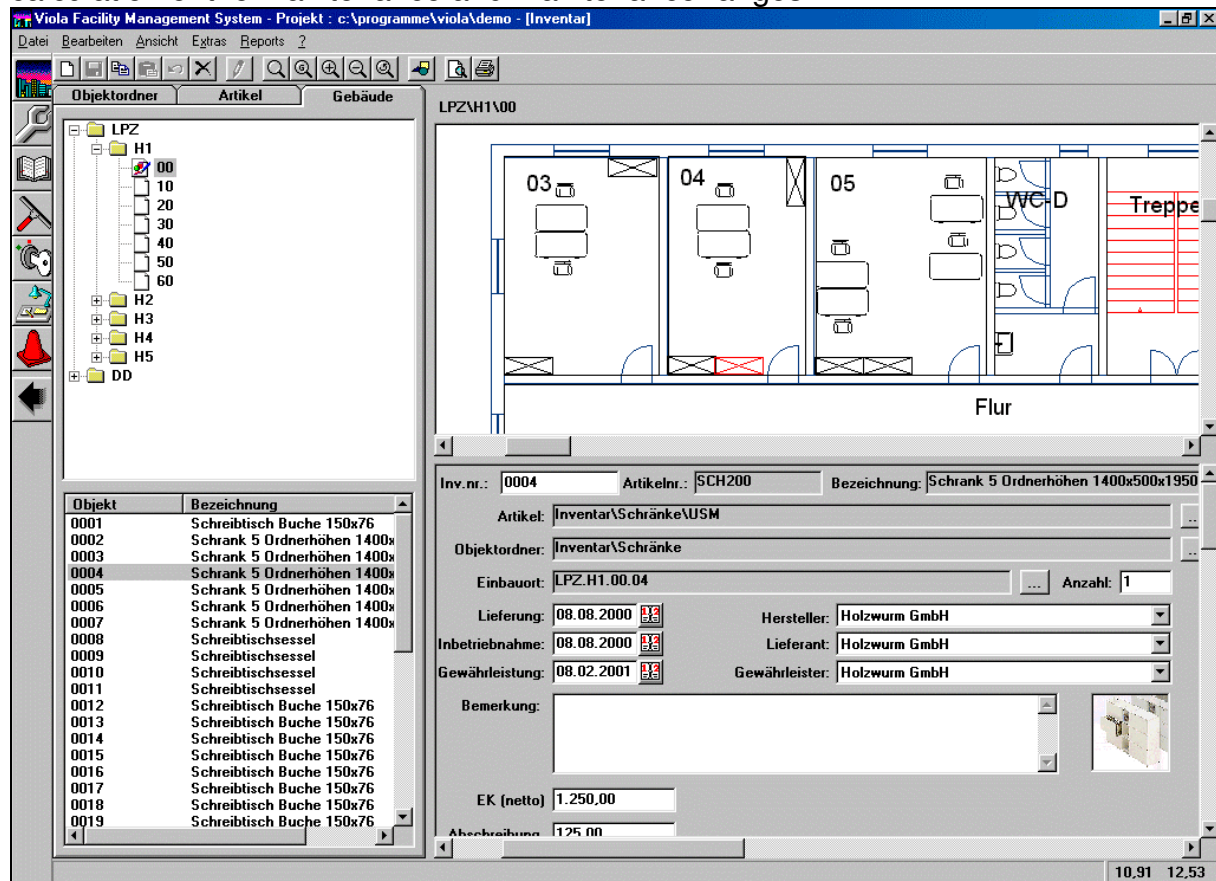 Viola Facility Management System - Projekt : c:\programme\viola\demo - [Inventar]
Datei Bearbeiten Ansicht Extras Reports ?
Objektordner Artikel Gebäude
LPZ
H1
00
10
20
30
40
50
60
H2
H3
H4
H5
DD
Objekt Bezeichnung
0001 Schreibtisch Buche 150x76
0002 Schrank 5 Ordnerhöhen 1400x
0003 Schrank 5 Ordnerhöhen 1400x
0004 Schrank 5 Ordnerhöhen 1400x
0005 Schrank 5 Ordnerhöhen 1400x
0006 Schrank 5 Ordnerhöhen 1400x
0007 Schrank 5 Ordnerhöhen 1400x
0008 Schreibtischsessel
0009 Schreibtischsessel
0010 Schreibtischsessel
0011 Schreibtischsessel
0012 Schreibtisch Buche 150x76
0013 Schreibtisch Buche 150x76
0014 Schreibtisch Buche 150x76
0015 Schreibtisch Buche 150x76
0016 Schreibtisch Buche 150x76
0017 Schreibtisch Buche 150x76
0018 Schreibtisch Buche 150x76
0019 Schreibtisch Buche 150x76
LPZ\H1\00
03 04 05 WC-D Treppe
Flur
Inv.nr.: 0004 Artikelnr.: SCH200 Bezeichnung: Schrank 5 Ordnerhöhen 1400x500x1950
Artikel: Inventar\Schränke\USM ..
Objektordner: Inventar\Schränke ..
Einbauort: LPZ.H1.00.04 ... Anzahl: 1
Lieferung: 08.08.2000 Hersteller: Holzwurm GmbH
Inbetriebnahme: 08.08.2000 Lieferant: Holzwurm GmbH
Gewährleistung: 08.02.2001 Gewährleister: Holzwurm GmbH
Bemerkung:
EK (netto) 1.250,00
Abschreibung 125,00
10,91 12,53